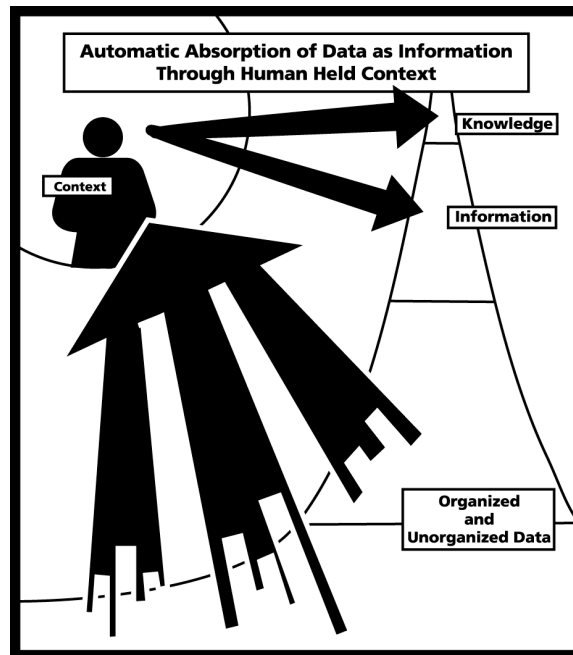 Automatic Absorption of Data as Information
Through Human Held Context
Knowledge
Context
Information
Organized
and
Unorganized Data